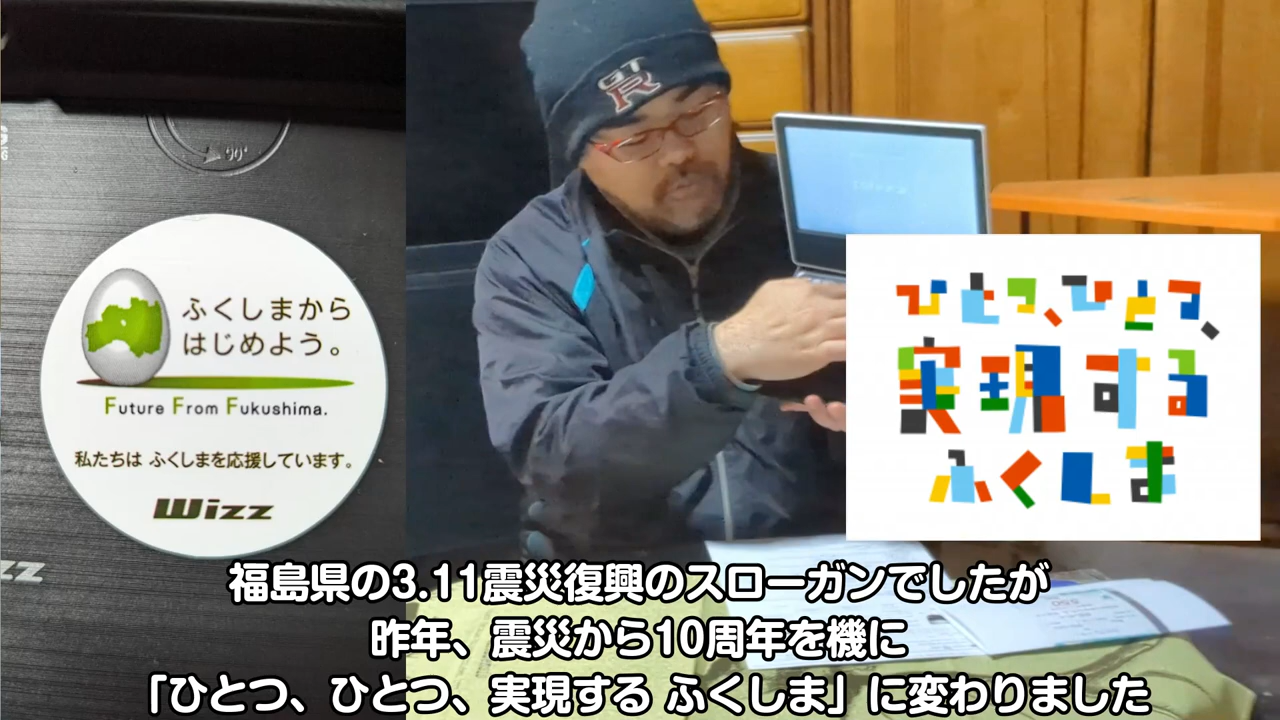 90°
ふくしまから
はじめよう。
Future From Fukushima.
私たちは ふくしまを応援しています。
Wizz
GT
R
ひとつ、ひとつ、
実現する
ふくしま
福島県の3.11震災復興のスローガンでしたが
昨年、震災から10周年を機に
「ひとつ、ひとつ、実現する ふくしま」に変わりました